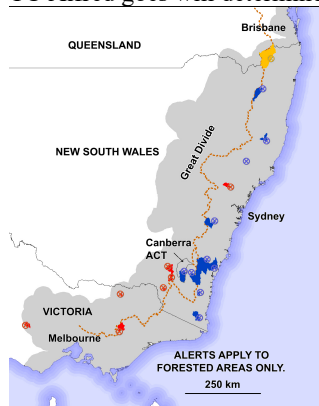 Brisbane
QUEENSLAND
NEW SOUTH WALES
Great Divide
Sydney
Canberra
ACT
VICTORIA
Melbourne
ALERTS APPLY TO
FORESTED AREAS ONLY.
250 km